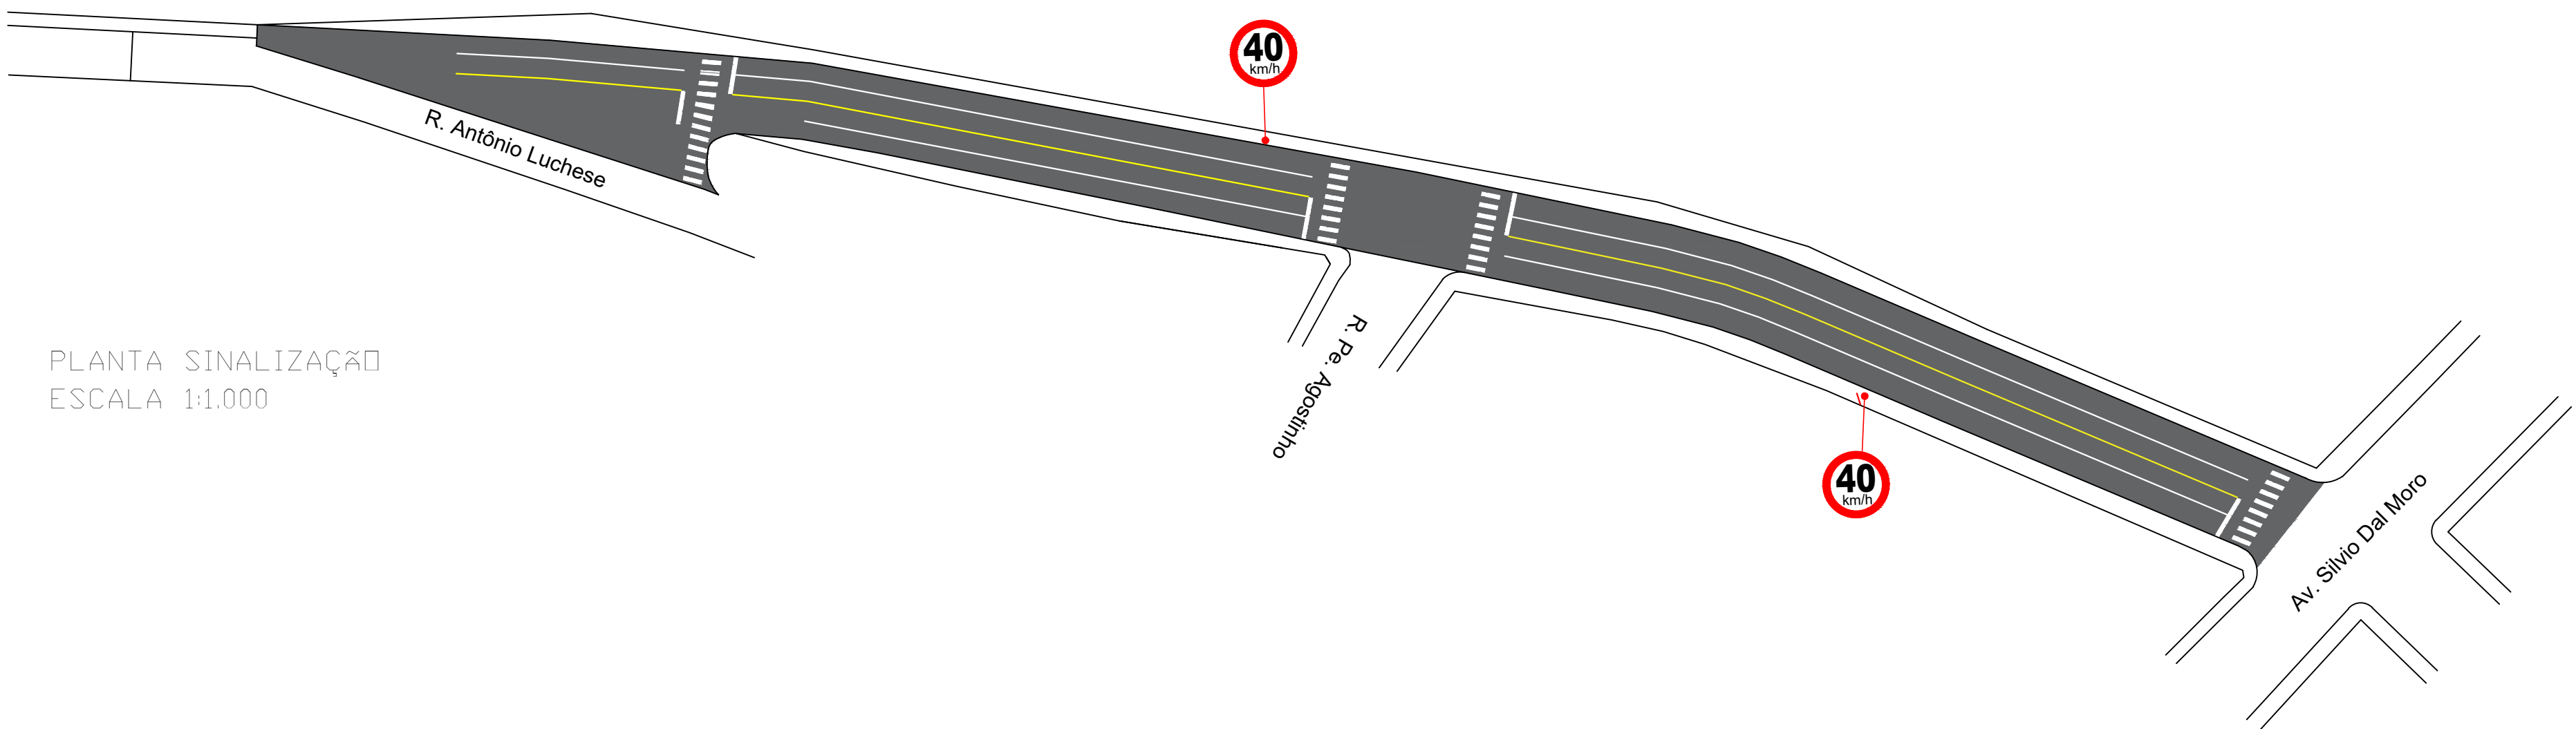 40
km/h
R. Antônio Luchese
R. Pe. Agostinho
PLANTA SINALIZAÇÃ□
ESCALA 1:1.000
40
km/h
Av. Silvio Dal Moro